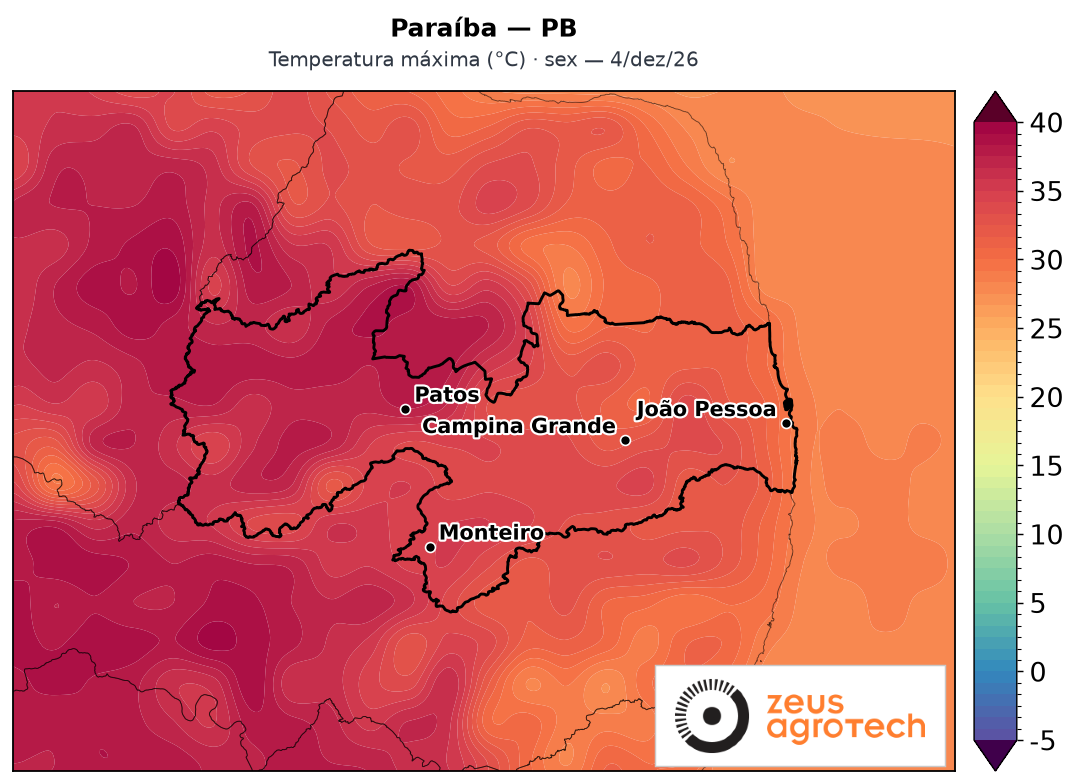 Paraíba — PB
Temperatura máxima (°C) · sex — 4/dez/26
40
35
30
25
20
15
10
5
0
-5
Patos
Campina Grande
João Pessoa
Monteiro
zeus
agrotech